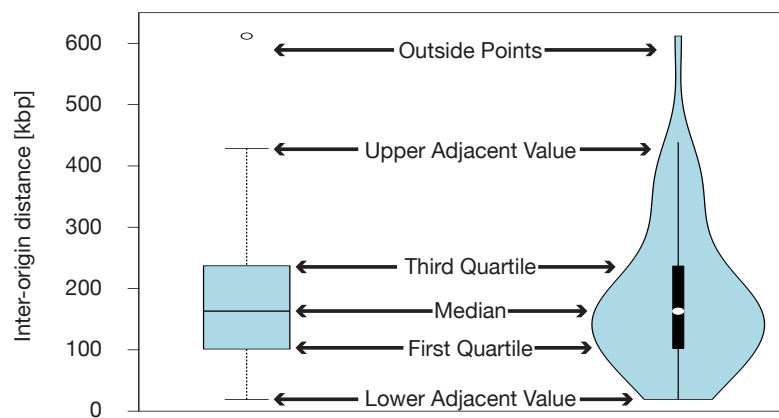 Inter-origin distance [kbp]
600
500
400
300
200
100
0
Outside Points
Upper Adjacent Value
Third Quartile
Median
First Quartile
Lower Adjacent Value